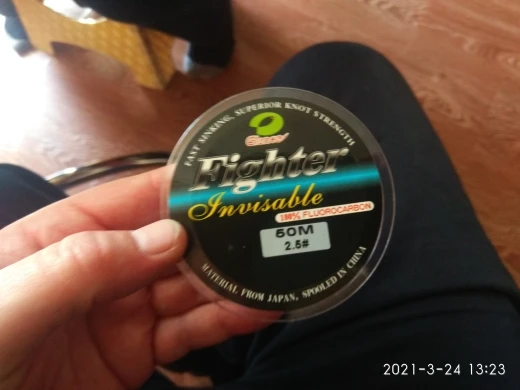 FAST SINKING, SUPERIOR KNOT STRENGTH
Fighter
Invisable
100% FLUOROCARBON
50M
2.5#
MATERIAL FROM JAPAN, SPOOLED IN CHINA
2021-3-24 13:23